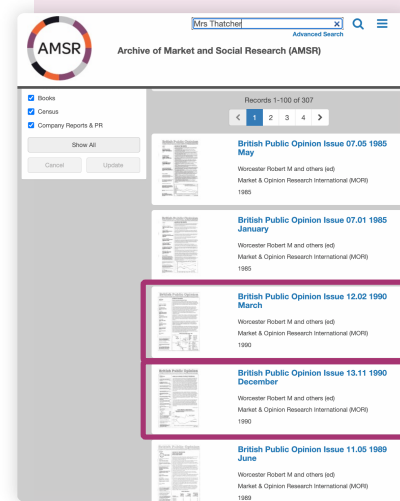 Mrs Thatcher
Advanced Search
AMSR
Archive of Market and Social Research (AMSR)
Books
Census
Company Reports & PR
Show All
Cancel
Update
Records 1-100 of 307
1 2 3 4
British Public Opinion Issue 07.05 1985
May
Worcester Robert M and others (ed)
Market & Opinion Research International (MORI)
1985
British Public Opinion Issue 07.01 1985
January
Worcester Robert M and others (ed)
Market & Opinion Research International (MORI)
1985
British Public Opinion Issue 12.02 1990
March
Worcester Robert M and others (ed)
Market & Opinion Research International (MORI)
1990
British Public Opinion Issue 13.11 1990
December
Worcester Robert M and others (ed)
Market & Opinion Research International (MORI)
1990
British Public Opinion Issue 11.05 1989
June
Worcester Robert M and others (ed)
Market & Opinion Research International (MORI)
1989